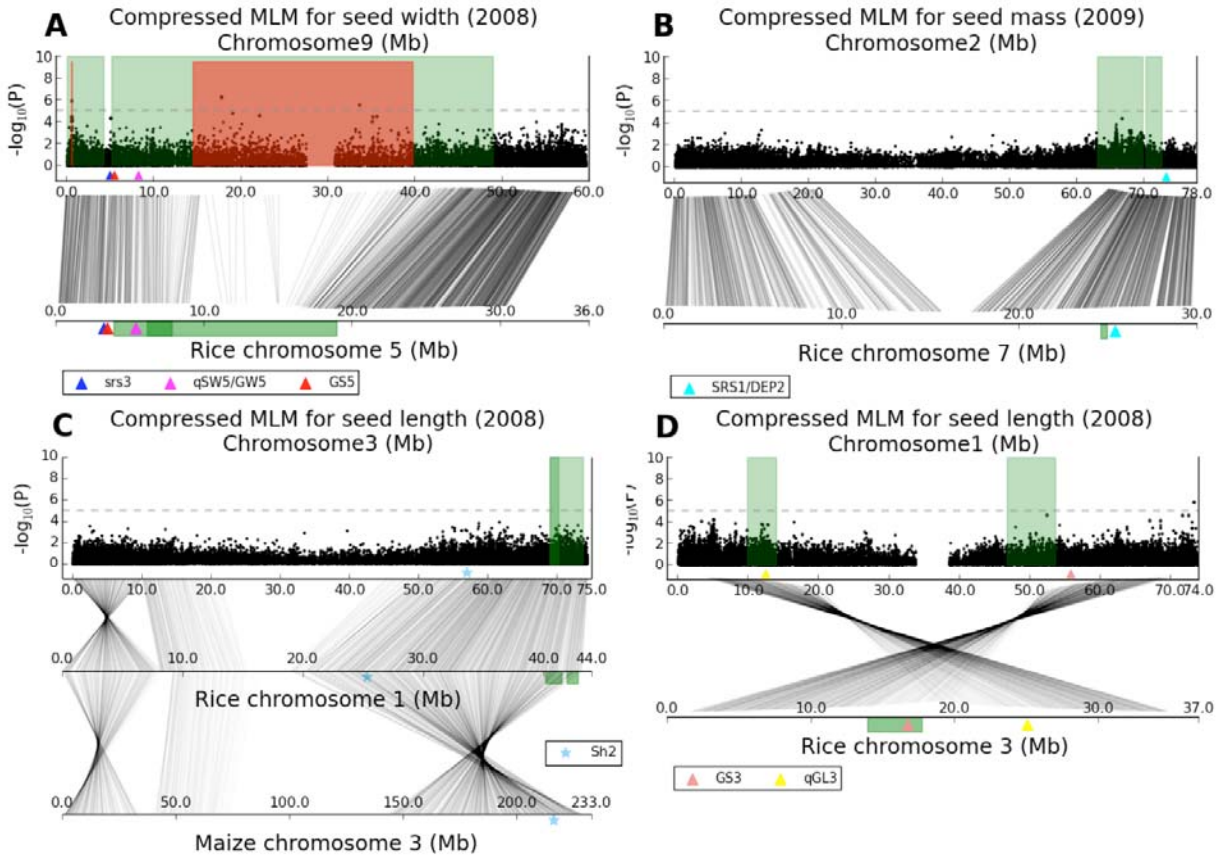 A
Compressed MLM for seed width (2008)
Chromosome9 (Mb)
10
8
6
4
2
0
-log10(P)
0.0 10.0 20.0 30.0 40.0 50.0 60.0
0.0 10.0 20.0 30.0 36.0
Rice chromosome 5 (Mb)
srs3 qSW5/GW5 GS5
B
Compressed MLM for seed mass (2009)
Chromosome2 (Mb)
10
8
6
4
2
0
-log10(P)
0.0 10.0 20.0 30.0 40.0 50.0 60.0 70.0 78.0
0.0 10.0 20.0 30.0
Rice chromosome 7 (Mb)
SRS1/DEP2
C
Compressed MLM for seed length (2008)
Chromosome3 (Mb)
10
8
6
4
2
0
-log10(P)
0.0 10.0 20.0 30.0 40.0 50.0 60.0 70.0 75.0
0.0 10.0 20.0 30.0 40.0 44.0
Rice chromosome 1 (Mb)
Sh2
0.0 50.0 100.0 150.0 200.0 233.0
Maize chromosome 3 (Mb)
D
Compressed MLM for seed length (2008)
Chromosome1 (Mb)
10
8
6
4
2
0
-log10(P)
0.0 10.0 20.0 30.0 40.0 50.0 60.0 70.0 74.0
0.0 10.0 20.0 30.0 37.0
Rice chromosome 3 (Mb)
GS3 qGL3